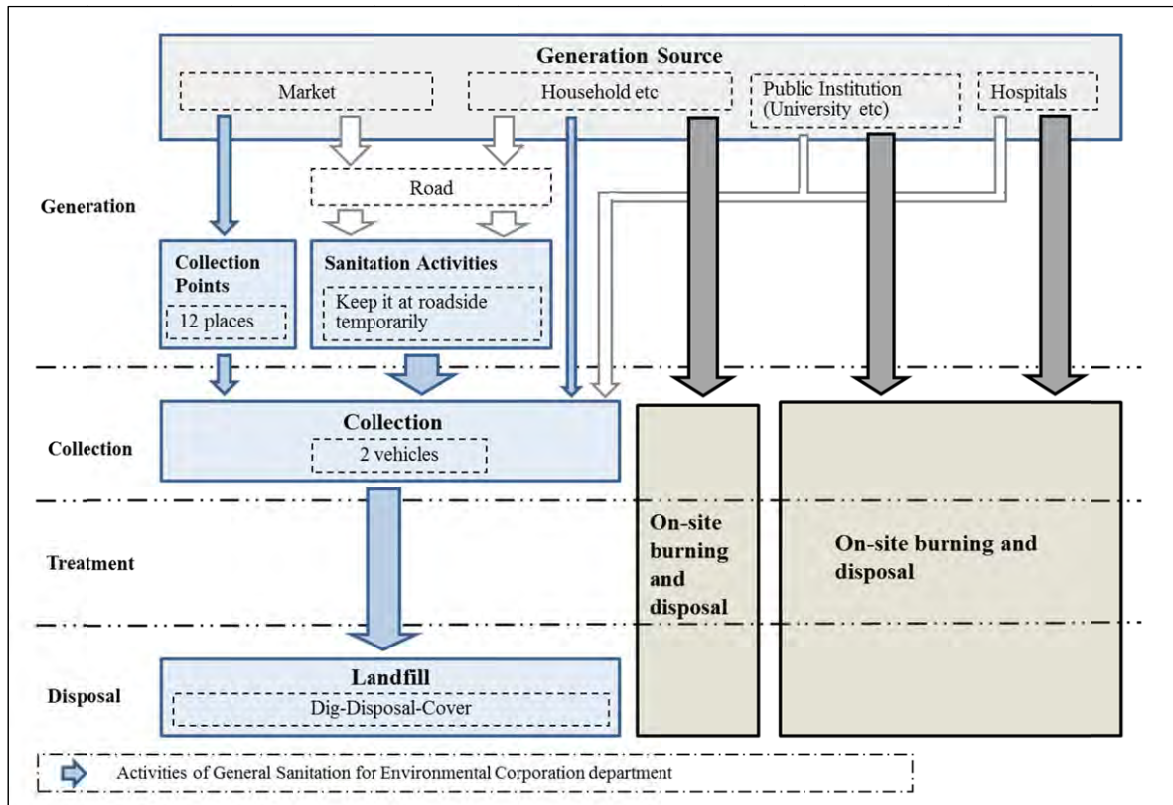 Generation Source
Market
Household etc
Public Institution
(University etc)
Hospitals
Road
Generation
Collection
Points
12 places
Sanitation Activities
Keep it at roadside
temporarily
Collection
Collection
2 vehicles
Treatment
On-site
burning
and
disposal
On-site burning and
disposal
Disposal
Landfill
Dig-Disposal-Cover
Activities of General Sanitation for Environmental Corporation department